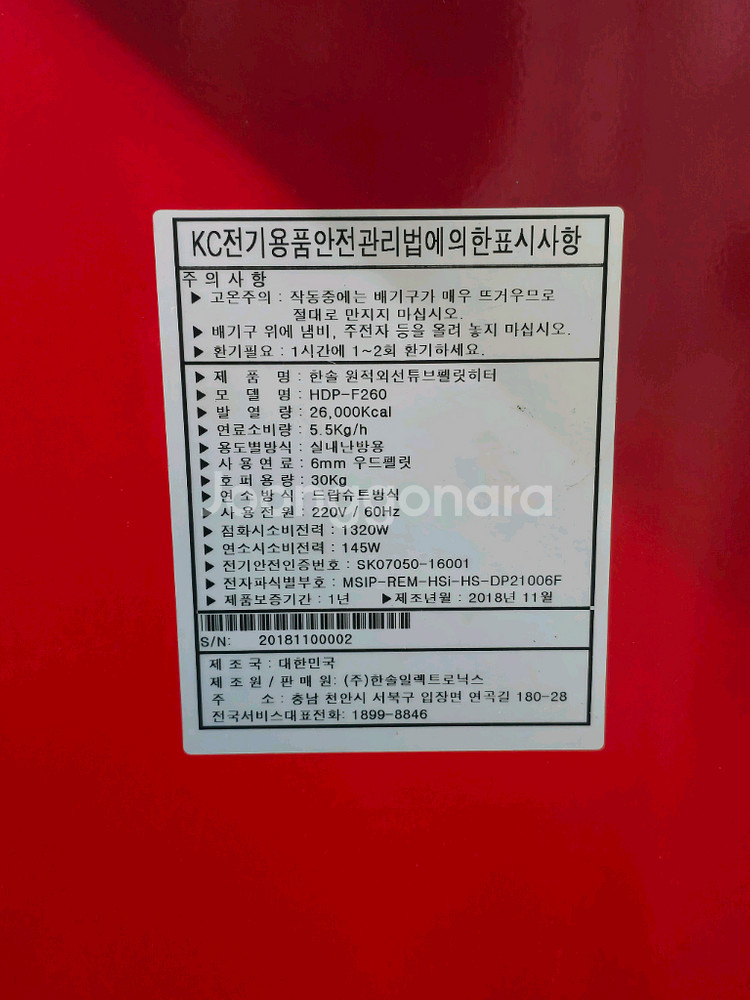 KC전기용품안전관리법에의한표시사항
주 의 사 항
▶ 고온주의 : 작동중에는 배기구가 매우 뜨거우므로
절대로 만지지 마십시오.
▶ 배기구 위에 냄비, 주전자 등을 올려 놓지 마십시오.
▶ 환기필요 : 1시간에 1~2회 환기하세요.
▶ 제 품 명 : 한솔 원적외선튜브펠릿히터
▶ 모 델 명 : HDP-F260
▶ 발 열 량 : 26,000Kcal
▶ 연료소비량 : 5.5Kg/h
▶ 용도별방식 : 실내난방용
▶ 사 용 연 료 : 6mm 우드펠릿
▶ 호 퍼 용 량 : 30Kg
▶ 연 소 방 식 : 드랍슈트방식
Joonggonara
▶ 사 용 전 원 : 220V / 60Hz
▶ 점화시소비전력 : 1320W
▶ 연소시소비전력 : 145W
▶ 전기안전인증번호 : SK07050-16001
▶ 전자파식별부호 : MSIP-REM-HSi-HS-DP21006F
▶ 제품보증기간 : 1년 ▶제조년월 : 2018년 11월
S/N: 20181100002
제 조 국 : 대한민국
제 조 원 / 판 매 원: (주)한솔일렉트로닉스
주 소 : 충남 천안시 서북구 입장면 연곡길 180-28
전국서비스대표전화: 1899-8846